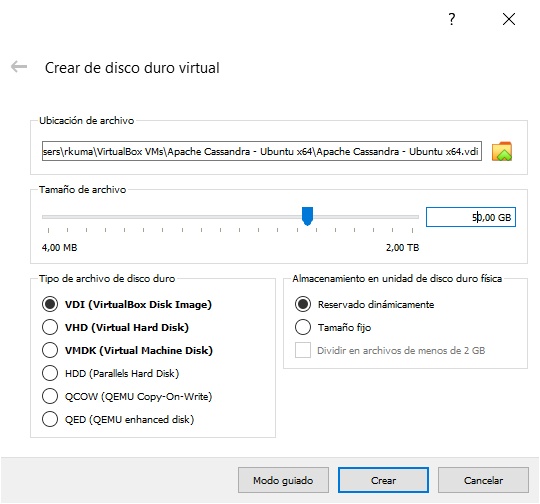 ?
Crear de disco duro virtual
Ubicación de archivo
sers\rkuma\VirtualBox VMs\Apache Cassandra - Ubuntu x64\Apache Cassandra - Ubuntu x64.vdi
Tamaño de archivo
50,00 GB
4,00 MB 2,00 TB
Tipo de archivo de disco duro
VDI (VirtualBox Disk Image)
VHD (Virtual Hard Disk)
VMDK (Virtual Machine Disk)
HDD (Parallels Hard Disk)
QCOW (QEMU Copy-On-Write)
QED (QEMU enhanced disk)
Almacenamiento en unidad de disco duro física
Reservado dinámicamente
Tamaño fijo
Dividir en archivos de menos de 2 GB
Modo guiado Crear Cancelar